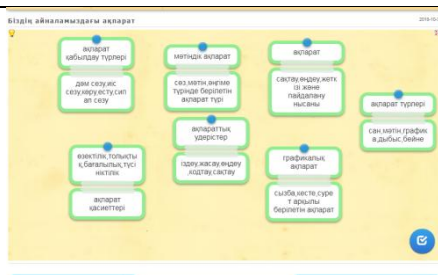 Біздің айналамыздағы ақпарат
ақпарат
қабылдау түрлері
дәм сезу,иіс
сезу,көру,есту,сип
ап сезу
мәтіндік ақпарат
сөз,мәтін,әңгіме
түрінде берілетін
ақпарат түрі
ақпарат
сақтау,өңдеу,жетк
ізі және
пайдалану
нысаны
ақпарат түрлері
сан,мәтін,график
а,дыбыс,бейне
өзектілік,толықты
қ,бағалылық,түсі
ніктілік
ақпарат
қасиеттері
ақпараттық
үдерістер
іздеу,жасау,өңдеу
,кодтау,сақтау
графикалық
ақпарат
сызба,кесте,суре
т арқылы
берілетін ақпарат